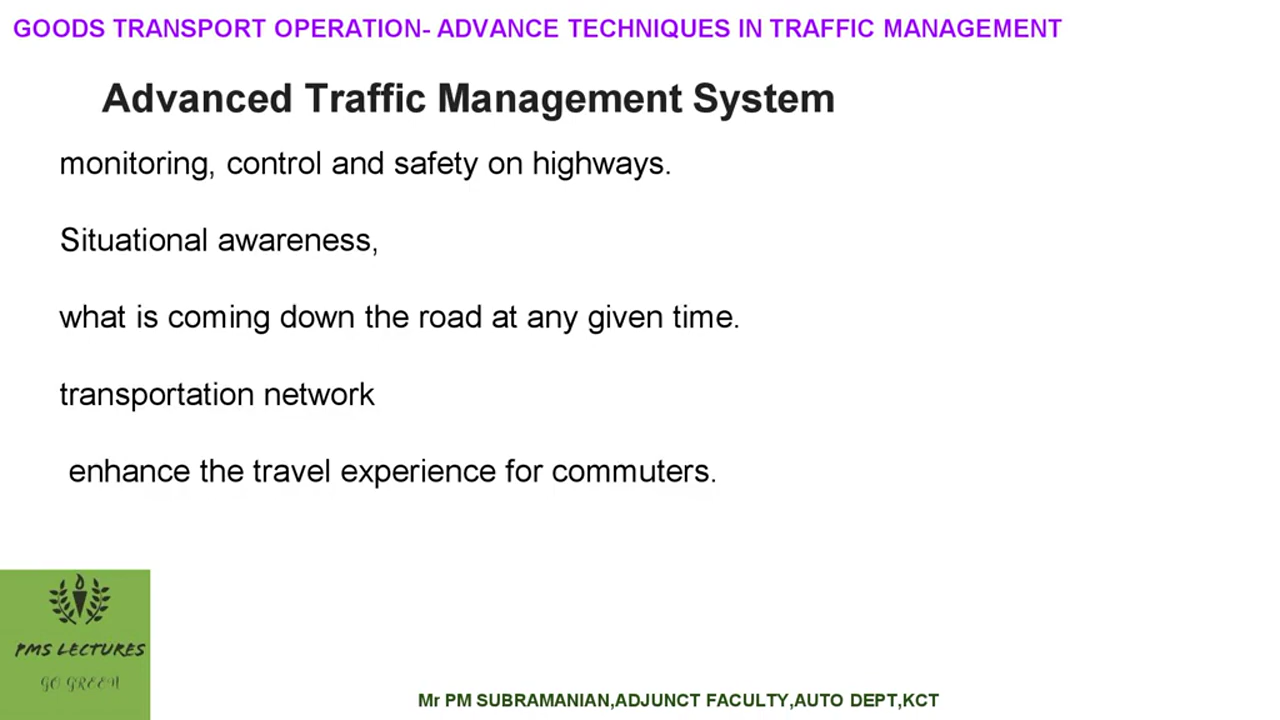 GOODS TRANSPORT OPERATION- ADVANCE TECHNIQUES IN TRAFFIC MANAGEMENT
Advanced Traffic Management System
monitoring, control and safety on highways.
Situational awareness,
what is coming down the road at any given time.
transportation network
enhance the travel experience for commuters.
PMS LECTURES
GO GREEN
Mr PM SUBRAMANIAN,ADJUNCT FACULTY,AUTO DEPT,KCT